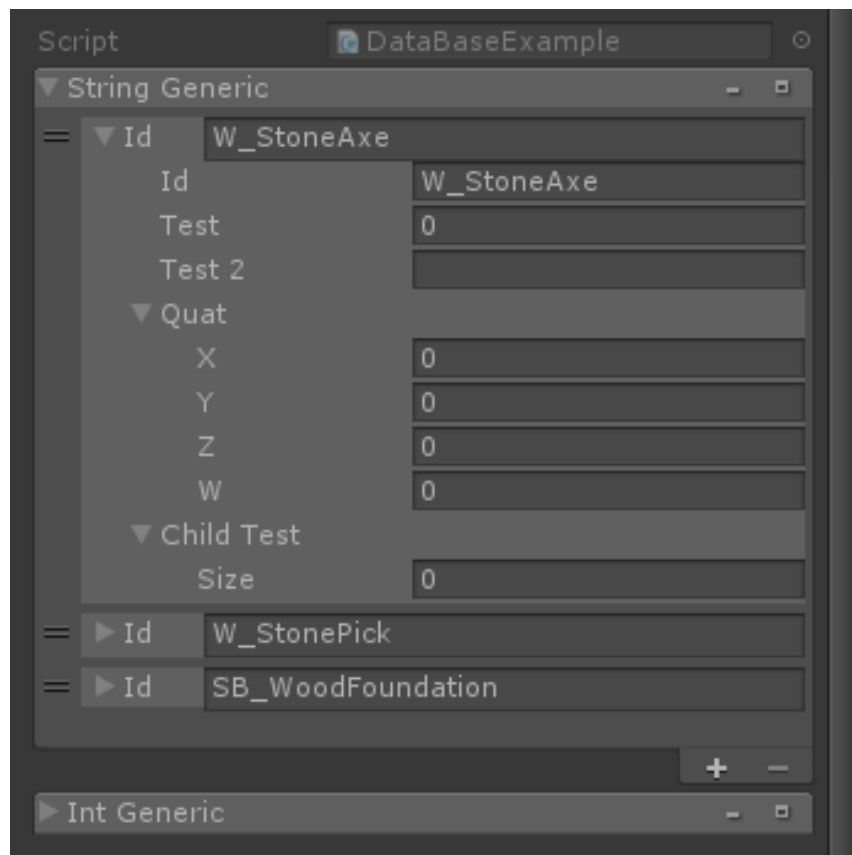 Script DataBaseExample
String Generic
Id W_StoneAxe
Id W_StoneAxe
Test 0
Test 2
Quat
X 0
Y 0
Z 0
W 0
Child Test
Size 0
Id W_StonePick
Id SB_WoodFoundation
Int Generic